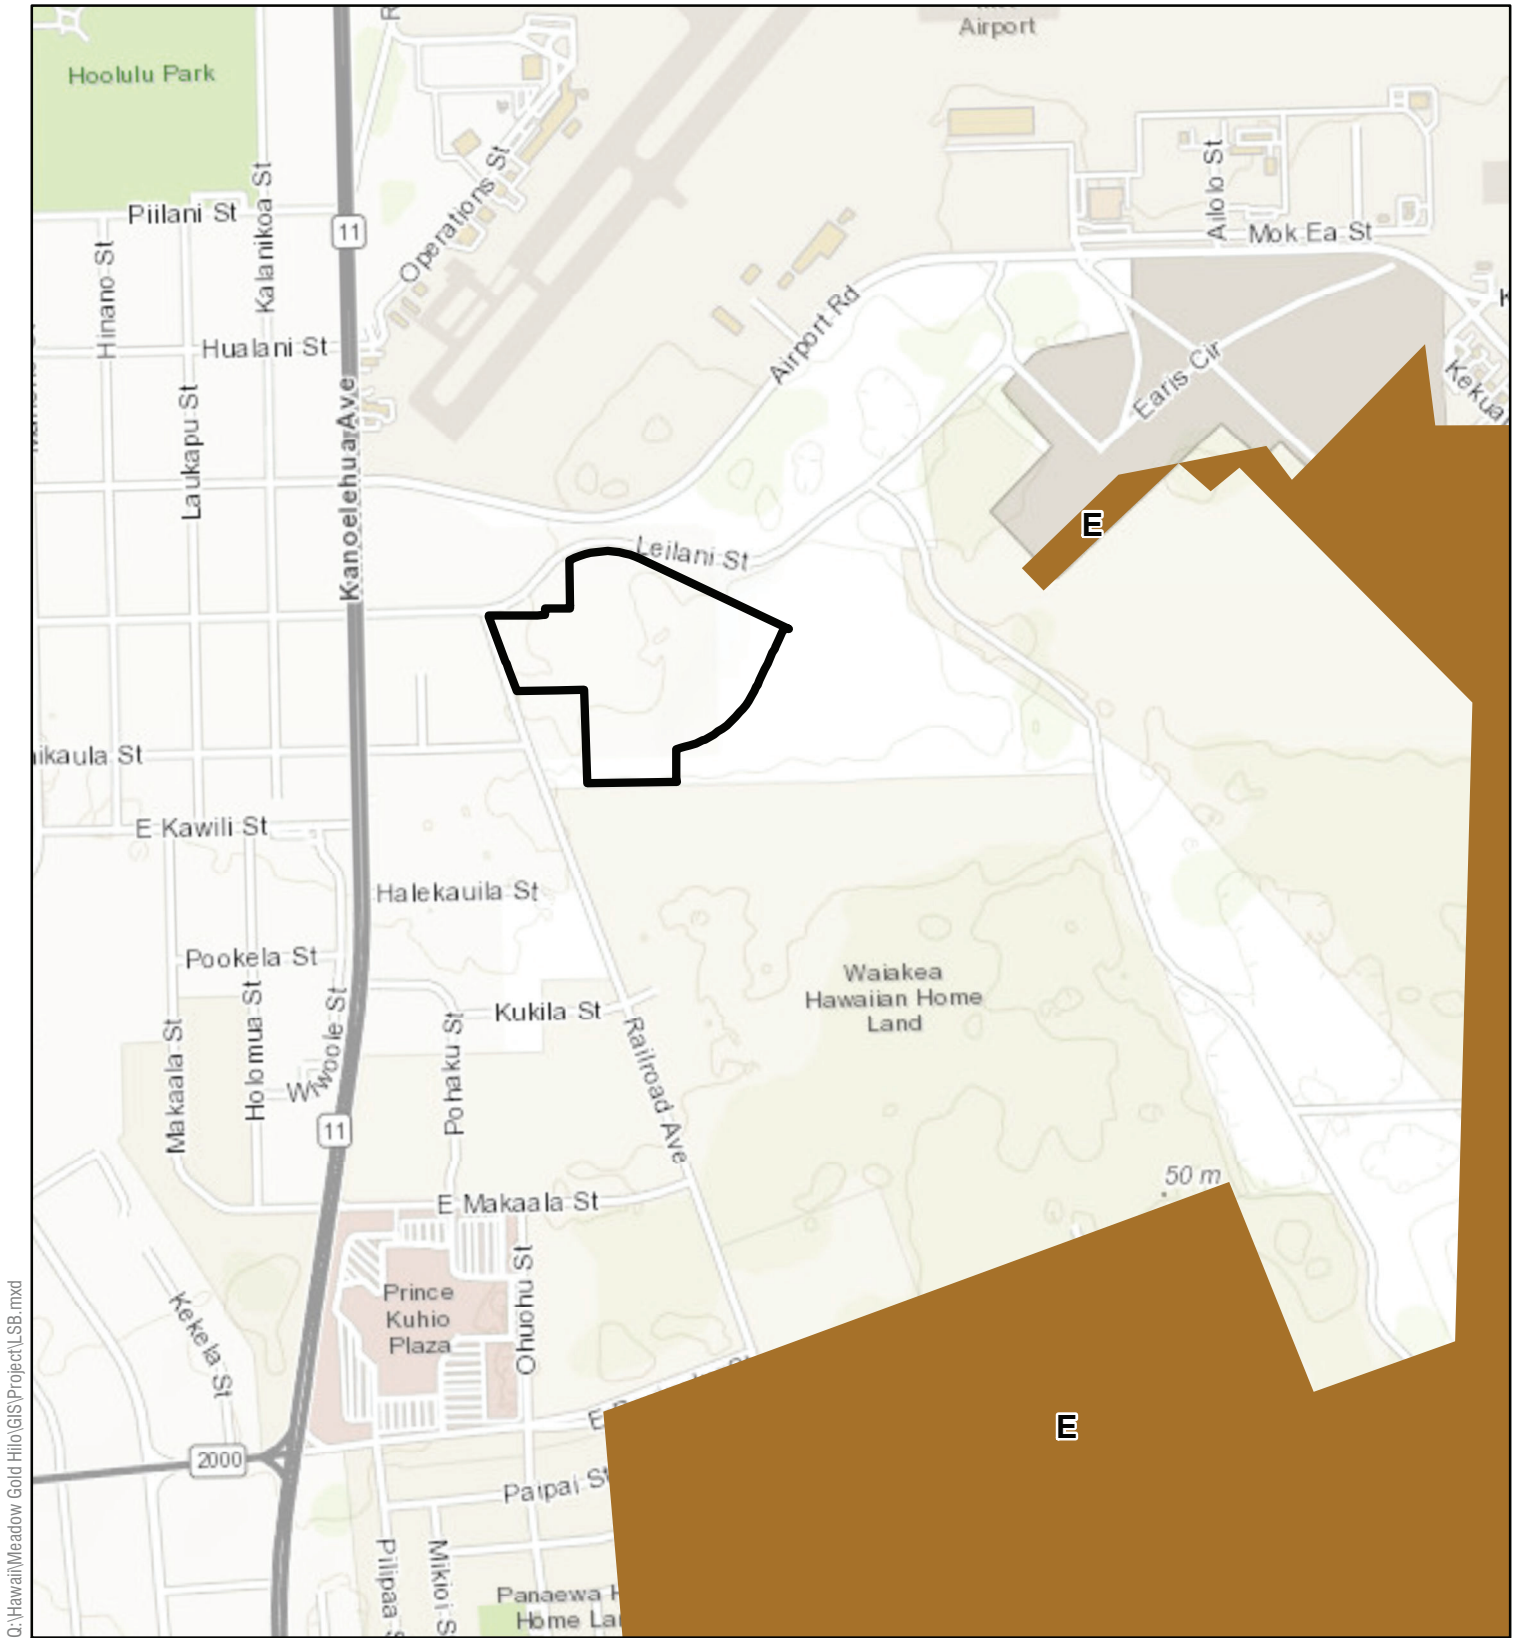 Airport
Hoolulu Park
Kalanikoa St
Operations St
Ailolo St
Piilani St
11
Mok Ea St
Hinano St
Hualani St
Airport Rd
Earis Cir
Laukapu St
Kanoelehua Ave
E
Leilani St
ikaula St
E Kawili St
Halekauila St
Pookela St
Waiakea
Hawaiian Home
Land
Kukila St
Makaala St
Holomua St
Pohaku St
Railroad Ave
11
50 m
E Makaala St
Prince
Kuhio
Plaza
Ohuohu St
Kekela St
E
2000
Paipai St
Pilipaa S
Mikioi S
Panaewa H
Home La
Q:\Hawaii\Meadow Gold Hilo\GIS\Project\LSB.mxd